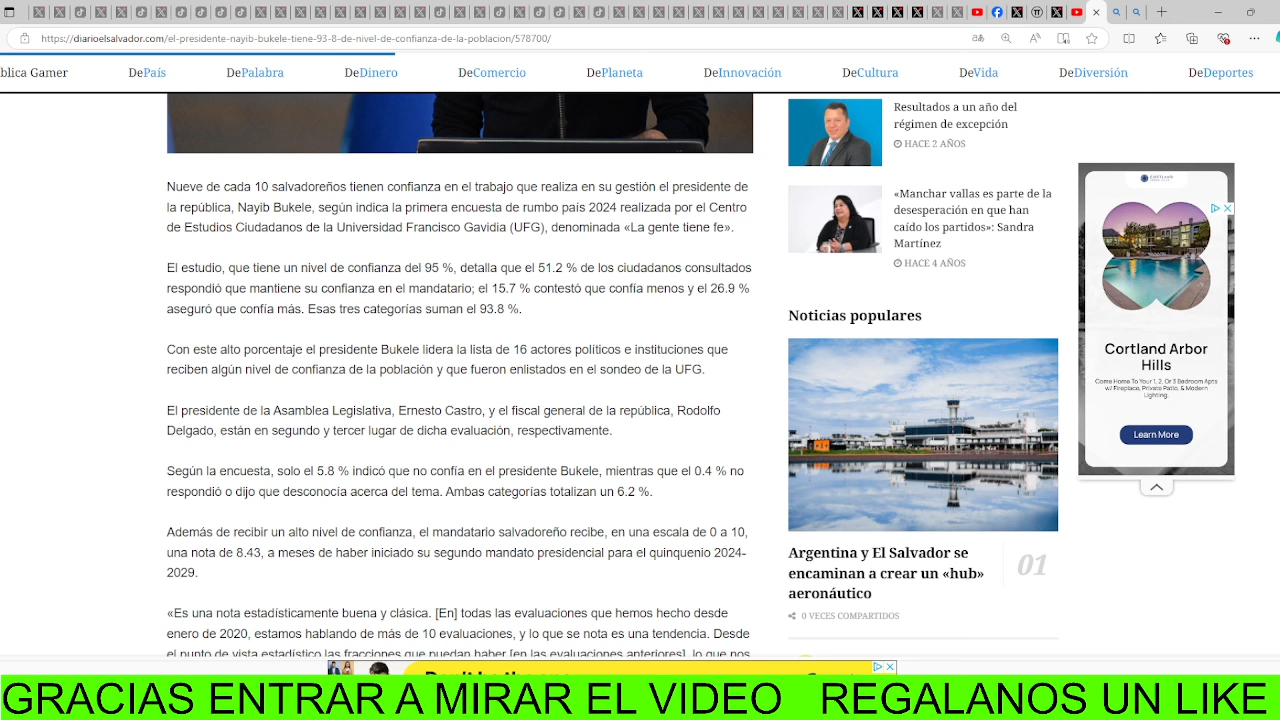 https://diarioelsalvador.com/el-presidente-nayib-bukele-tiene-93-8-de-nivel-de-confianza-de-la-poblacion/578700/
blica Gamer
DePaís
DePalabra
DeDinero
DeComercio
DePlaneta
DeInnovación
DeCultura
DeVida
DeDiversión
DeDeportes
Nueve de cada 10 salvadoreños tienen confianza en el trabajo que realiza en su gestión el presidente de
la república, Nayib Bukele, según indica la primera encuesta de rumbo país 2024 realizada por el Centro
de Estudios Ciudadanos de la Universidad Francisco Gavidia (UFG), denominada «La gente tiene fe».
El estudio, que tiene un nivel de confianza del 95 %, detalla que el 51.2 % de los ciudadanos consultados
respondió que mantiene su confianza en el mandatario; el 15.7 % contestó que confía menos y el 26.9 %
aseguró que confía más. Esas tres categorías suman el 93.8 %.
Con este alto porcentaje el presidente Bukele lidera la lista de 16 actores políticos e instituciones que
reciben algún nivel de confianza de la población y que fueron enlistados en el sondeo de la UFG.
El presidente de la Asamblea Legislativa, Ernesto Castro, y el fiscal general de la república, Rodolfo
Delgado, están en segundo y tercer lugar de dicha evaluación, respectivamente.
Según la encuesta, solo el 5.8 % indicó que no confía en el presidente Bukele, mientras que el 0.4 % no
respondió o dijo que desconocía acerca del tema. Ambas categorías totalizan un 6.2 %.
Además de recibir un alto nivel de confianza, el mandatario salvadoreño recibe, en una escala de 0 a 10,
una nota de 8.43, a meses de haber iniciado su segundo mandato presidencial para el quinquenio 2024-
2029.
«Es una nota estadísticamente buena y clásica. [En] todas las evaluaciones que hemos hecho desde
enero de 2020, estamos hablando de más de 10 evaluaciones, y lo que se nota es una tendencia. Desde
el punto de vista estadístico las fracciones que puedan haber [en las evaluaciones anteriores], lo que nos
Resultados a un año del
régimen de excepción
HACE 2 AÑOS
«Manchar vallas es parte de la
desesperación en que han
caído los partidos»: Sandra
Martínez
HACE 4 AÑOS
Noticias populares
Argentina y El Salvador se
encaminan a crear un «hub»
aeronáutico
01
0 VECES COMPARTIDOS
CORTLAND
Cortland Arbor
Hills
Come Home To Your 1, 2, Or 3 Bedroom Apts
w/ Fireplace, Private Patio, & Modern
Lighting.
Learn More
GRACIAS ENTRAR A MIRAR EL VIDEO REGALANOS UN LIKE